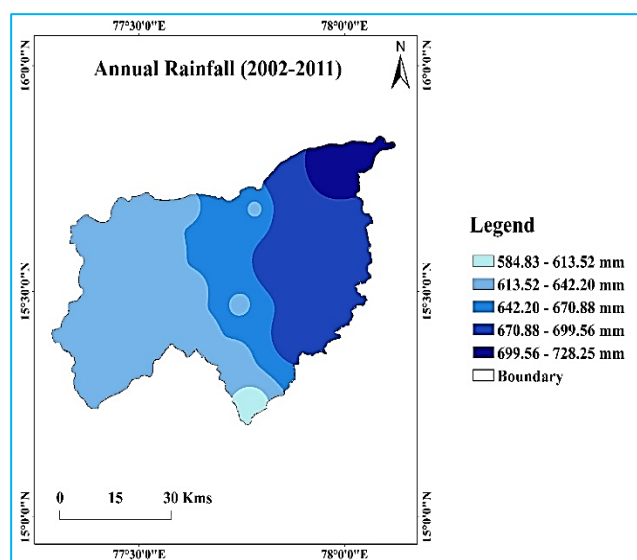 77°30'0"E 78°0'0"E
16°0'0"N 16°0'0"N
N
Annual Rainfall (2002-2011)
Legend
584.83 - 613.52 mm
613.52 - 642.20 mm
15°30'0"N 15°30'0"N
642.20 - 670.88 mm
670.88 - 699.56 mm
699.56 - 728.25 mm
Boundary
0 15 30 Kms
15°0'0"N 15°0'0"N
77°30'0"E 78°0'0"E